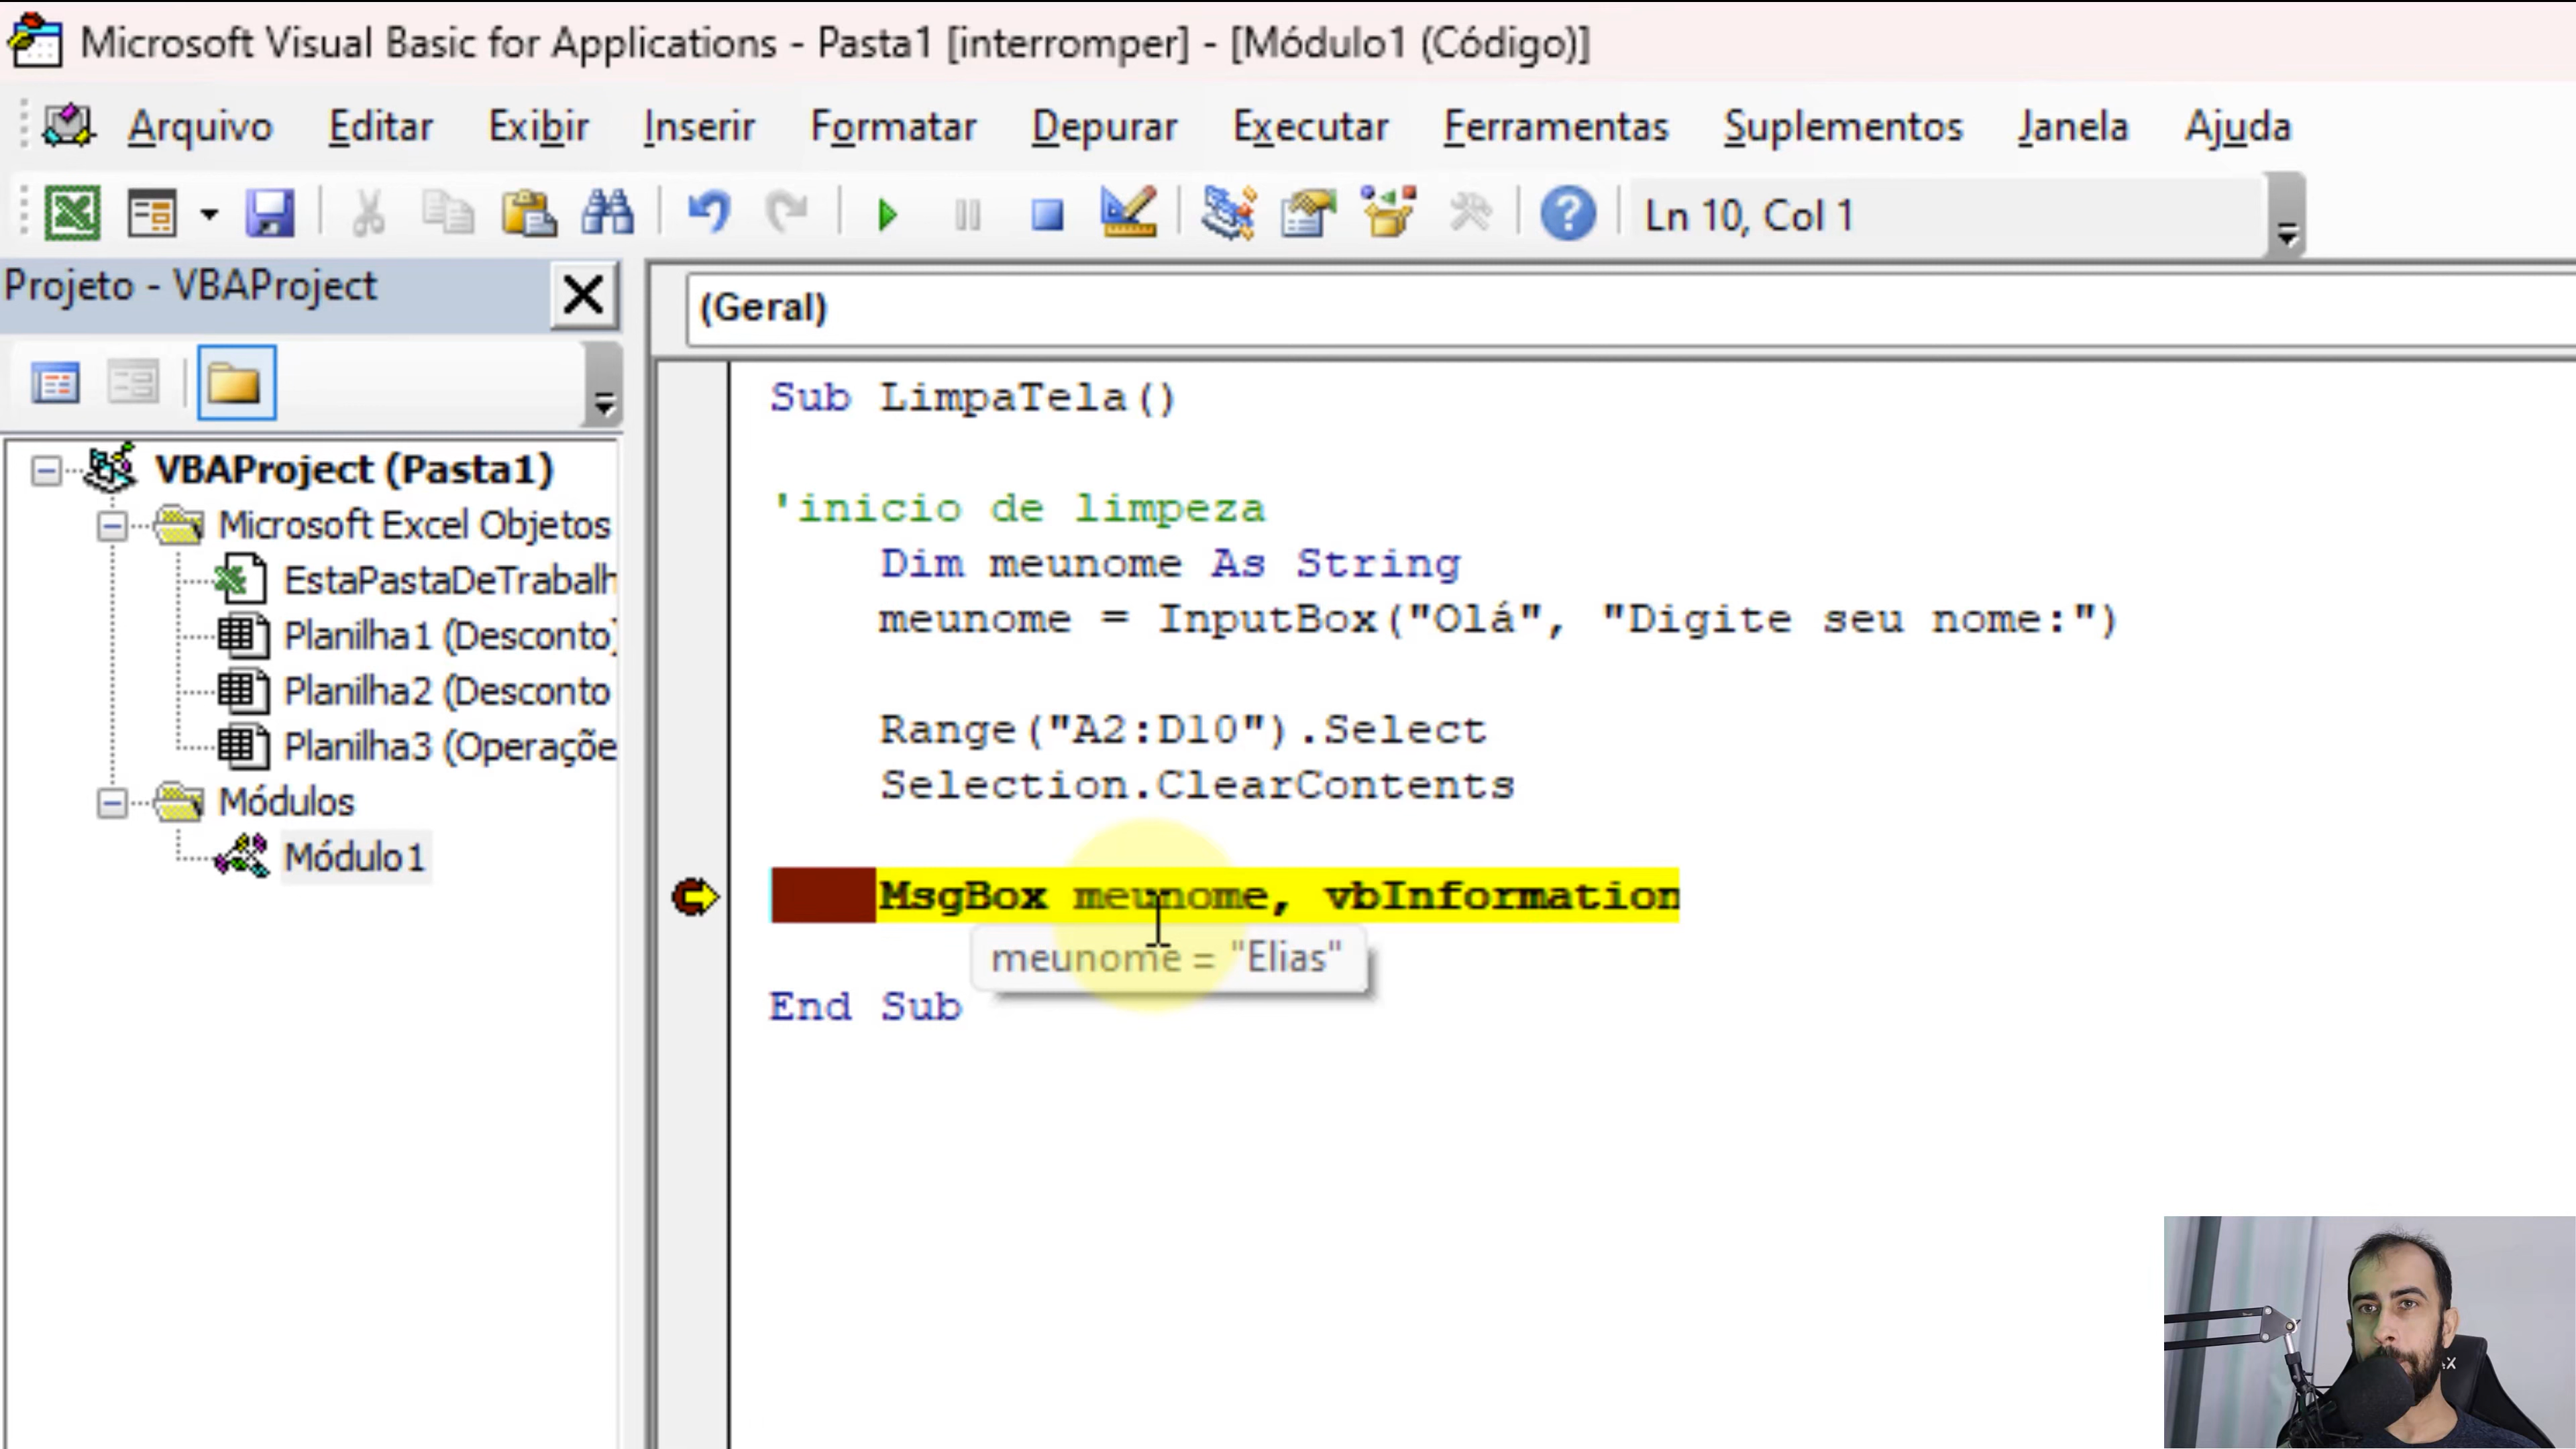 Microsoft Visual Basic for Applications - Pasta1 [interromper] - [Módulo1 (Código)]
Arquivo Editar Exibir Inserir Formatar Depurar Executar Ferramentas Suplementos Janela Ajuda
Ln 10, Col 1
Projeto - VBAProject
(Geral)
VBAProject (Pasta1)
Microsoft Excel Objetos
EstaPastaDeTrabalh
Planilha1 (Desconto)
Planilha2 (Desconto
Planilha3 (Operaçõe
Módulos
Módulo1
Sub LimpaTela()
'inicio de limpeza
Dim meunome As String
meunome = InputBox("Olá", "Digite seu nome:")
Range("A2:D10").Select
Selection.ClearContents
MsgBox meunome, vbInformation
meunome = "Elias"
End Sub